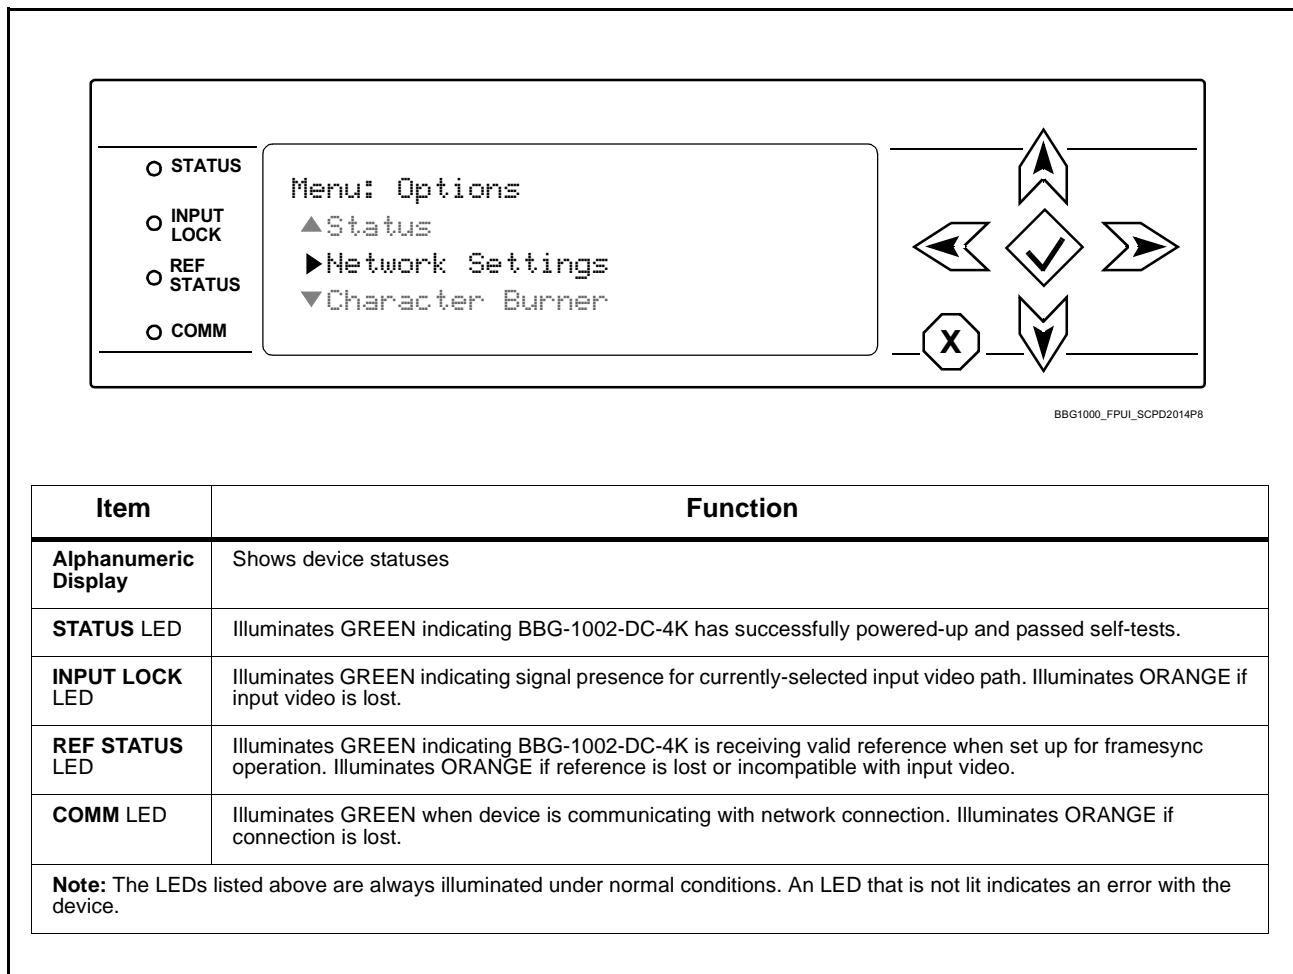 STATUS
INPUT
LOCK
REF
STATUS
COMM
Menu: Options
▲Status
▶Network Settings
▼Character Burner
X
BBG1000_FPUI_SCPD2014P8
Item
Function
Alphanumeric
Display
Shows device statuses
STATUS LED
Illuminates GREEN indicating BBG-1002-DC-4K has successfully powered-up and passed self-tests.
INPUT LOCK
LED
Illuminates GREEN indicating signal presence for currently-selected input video path. Illuminates ORANGE if
input video is lost.
REF STATUS
LED
Illuminates GREEN indicating BBG-1002-DC-4K is receiving valid reference when set up for framesync
operation. Illuminates ORANGE if reference is lost or incompatible with input video.
COMM LED
Illuminates GREEN when device is communicating with network connection. Illuminates ORANGE if
connection is lost.
Note: The LEDs listed above are always illuminated under normal conditions. An LED that is not lit indicates an error with the
device.